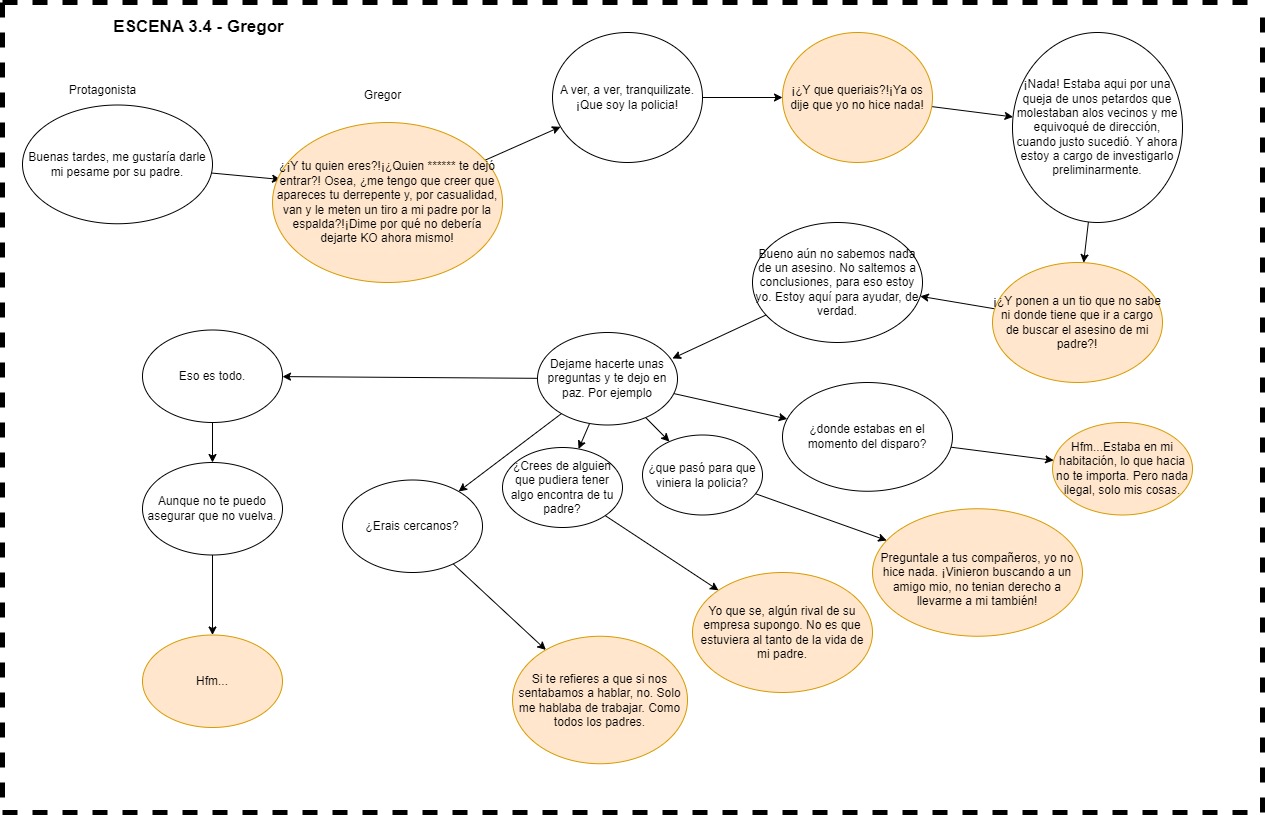 ESCENA 3.4 - Gregor
Protagonista
Gregor
Buenas tardes, me gustaría darle
mi pesame por su padre.
¿¡Y tu quien eres?!¡¿Quien ****** te dejó
entrar?! Osea, ¿me tengo que creer que
apareces tu derrepente y, por casualidad,
van y le meten un tiro a mi padre por la
espalda?!¡Dime por qué no debería
dejarte KO ahora mismo!
A ver, a ver, tranquilizate.
¡Que soy la policia!
¡¿Y que queriais?!¡Ya os
dije que yo no hice nada!
¡Nada! Estaba aqui por una
queja de unos petardos que
molestaban alos vecinos y me
equivoqué de dirección,
cuando justo sucedió. Y ahora
estoy a cargo de investigarlo
preliminarmente.
¡¿Y ponen a un tio que no sabe
ni donde tiene que ir a cargo
de buscar el asesino de mi
padre?!
Bueno aún no sabemos nada
de un asesino. No saltemos a
conclusiones, para eso estoy
yo. Estoy aquí para ayudar, de
verdad.
Dejame hacerte unas
preguntas y te dejo en
paz. Por ejemplo
Eso es todo.
Aunque no te puedo
asegurar que no vuelva.
Hfm...
¿Erais cercanos?
Si te refieres a que si nos
sentabamos a hablar, no. Solo
me hablaba de trabajar. Como
todos los padres.
¿Crees de alguien
que pudiera tener
algo encontra de tu
padre?
Yo que se, algún rival de su
empresa supongo. No es que
estuviera al tanto de la vida de
mi padre.
¿que pasó para que
viniera la policia?
Preguntale a tus compañeros, yo no
hice nada. ¡Vinieron buscando a un
amigo mio, no tenian derecho a
llevarme a mi también!
¿donde estabas en el
momento del disparo?
Hfm...Estaba en mi
habitación, lo que hacia
no te importa. Pero nada
ilegal, solo mis cosas.